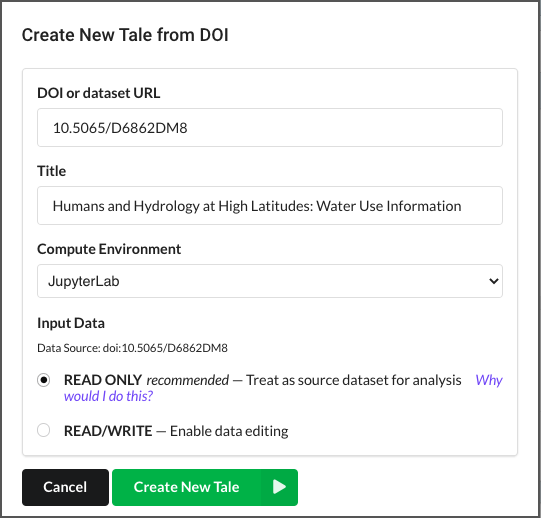 Create New Tale from DOI
DOI or dataset URL
10.5065/D6862DM8
Title
Humans and Hydrology at High Latitudes: Water Use Information
Compute Environment
JupyterLab
Input Data
Data Source: doi:10.5065/D6862DM8
READ ONLY recommended — Treat as source dataset for analysis Why
would I do this?
READ/WRITE — Enable data editing
Cancel
Create New Tale